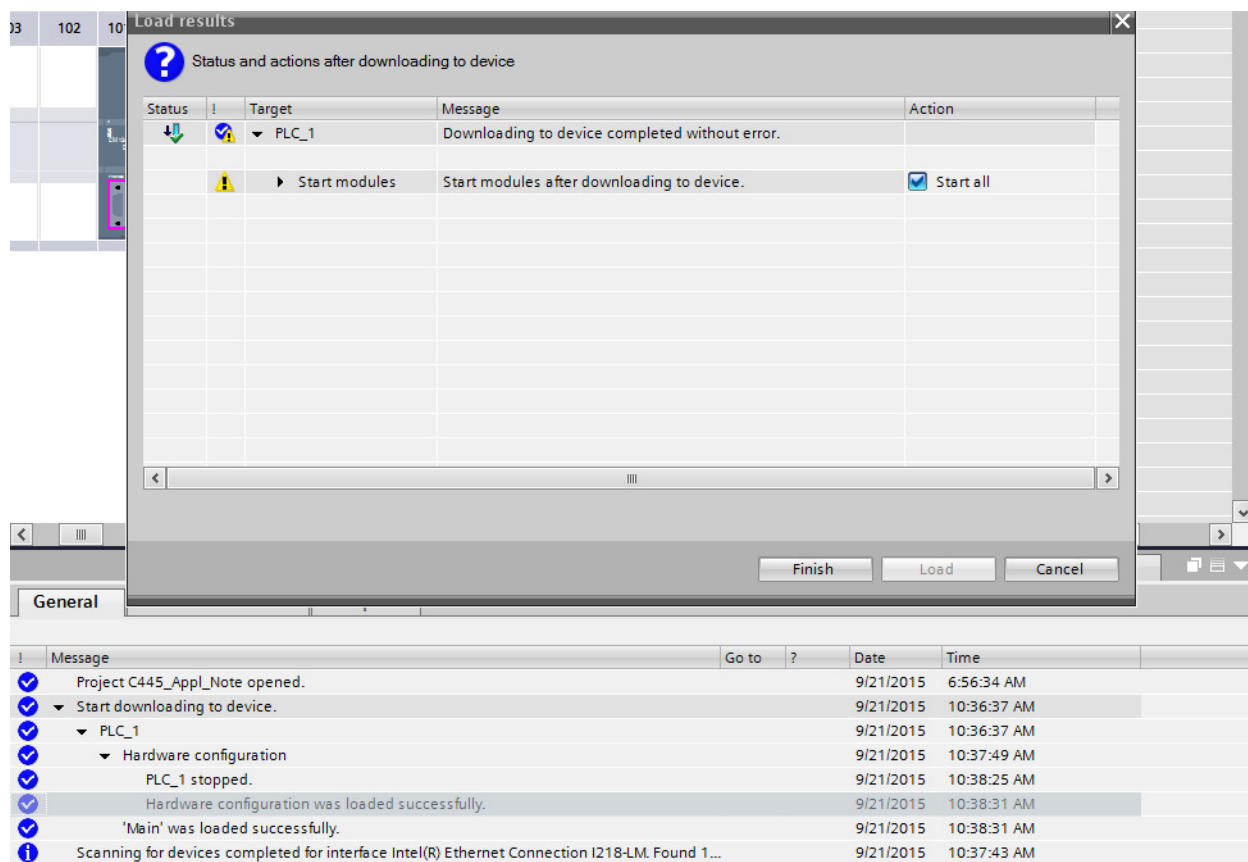 03 102 10
Load results
Status and actions after downloading to device
Status ! Target Message Action
PLC_1 Downloading to device completed without error.
Start modules Start modules after downloading to device. Start all
Finish Load Cancel
General
! Message Go to ? Date Time
Project C445_Appl_Note opened. 9/21/2015 6:56:34 AM
Start downloading to device. 9/21/2015 10:36:37 AM
PLC_1 9/21/2015 10:36:37 AM
Hardware configuration 9/21/2015 10:37:49 AM
PLC_1 stopped. 9/21/2015 10:38:25 AM
Hardware configuration was loaded successfully. 9/21/2015 10:38:31 AM
'Main' was loaded successfully. 9/21/2015 10:38:31 AM
Scanning for devices completed for interface Intel(R) Ethernet Connection I218-LM. Found 1... 9/21/2015 10:37:43 AM